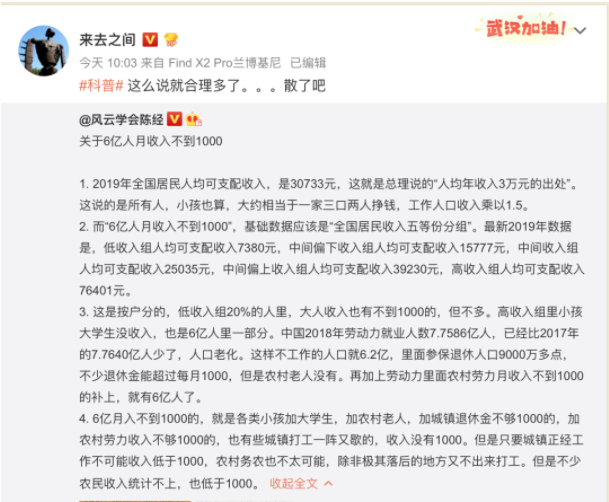 武汉加油!
来去之间
今天 10:03 来自 Find X2 Pro兰博基尼 已编辑
#科普# 这么说就合理多了。。。散了吧
@风云学会陈经
关于6亿人月收入不到1000
1. 2019年全国居民人均可支配收入，是30733元，这就是总理说的“人均年收入3万元的出处”。
这说的是所有人，小孩也算，大约相当于一家三口两人挣钱，工作人口收入乘以1.5。
2. 而“6亿人月收入不到1000”，基础数据应该是“全国居民收入五等份分组”。最新2019年数据
是，低收入组人均可支配收入7380元，中间偏下收入组人均可支配收入15777元，中间收入组
人均可支配收入25035元，中间偏上收入组人均可支配收入39230元，高收入组人均可支配收入
76401元。
3. 这是按户分的，低收入组20%的人里，大人收入也有不到1000的，但不多。高收入组里小孩
大学生没收入，也是6亿人里一部分。中国2018年劳动力就业人数7.7586亿人，已经比2017年
的7.7640亿人少了，人口老化。这样不工作的人口就6.2亿，里面参保退休人口9000万多点，
不少退休金能超过每月1000，但是农村老人没有。再加上劳动力里面农村劳力月收入不到1000
的补上，就有6亿人了。
4. 6亿月入不到1000的，就是各类小孩加大学生，加农村老人，加城镇退休金不够1000的，加
农村劳力收入不够1000的，也有些城镇打工一阵又歇的，收入没有1000。但是只要城镇正经工
作不可能收入低于1000，农村务农也不太可能，除非极其落后的地方又不出来打工。但是不少
农民收入统计不上，也低于1000。 收起全文